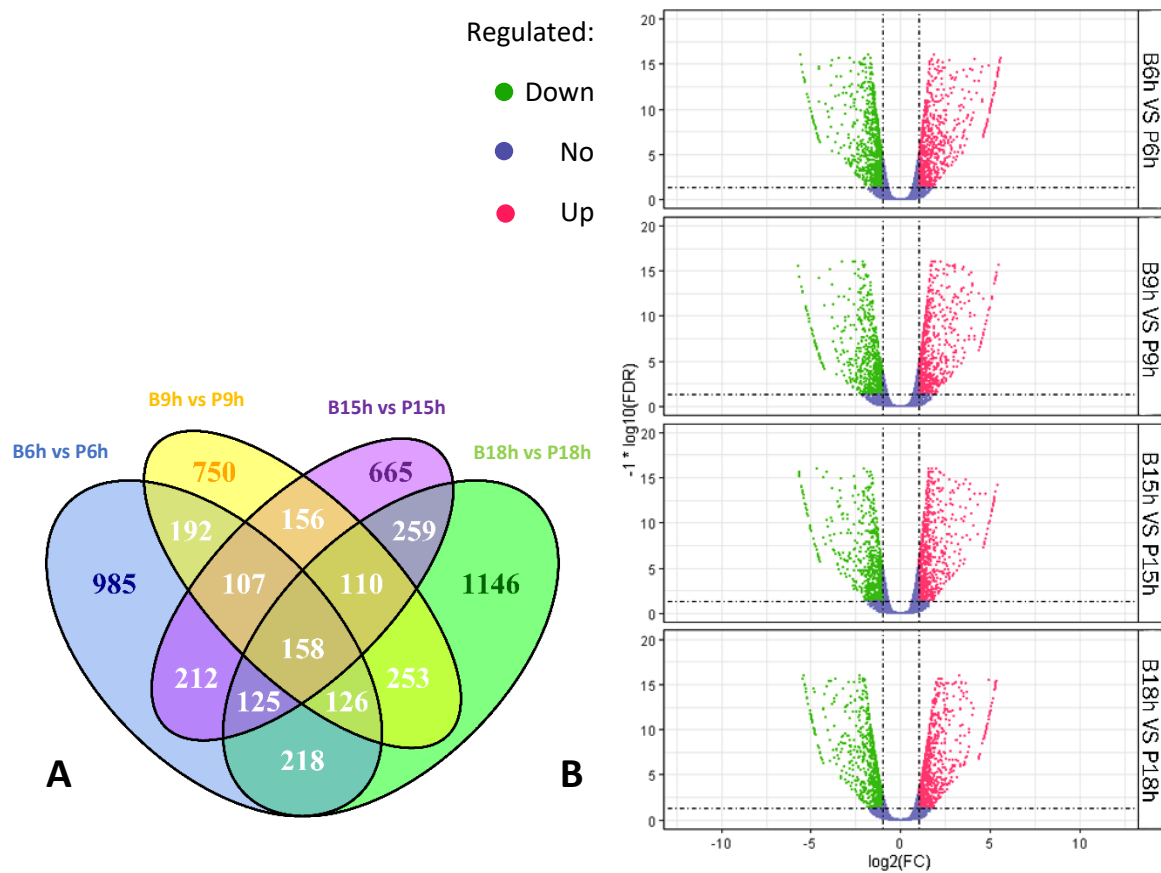 Regulated:
Down
No
Up
B9h vs P9h
B15h vs P15h
B6h vs P6h
B18h vs P18h
750
665
192
156
259
985
107
110
1146
158
212
253
125
126
218
A
B
20
15
10
5
0
B6h VS P6h
20
15
10
5
0
B9h VS P9h
20
15
10
5
0
B15h VS P15h
20
15
10
5
0
B18h VS P18h
-1 * log10(FDR)
-10
-5
0
5
10
log2(FC)